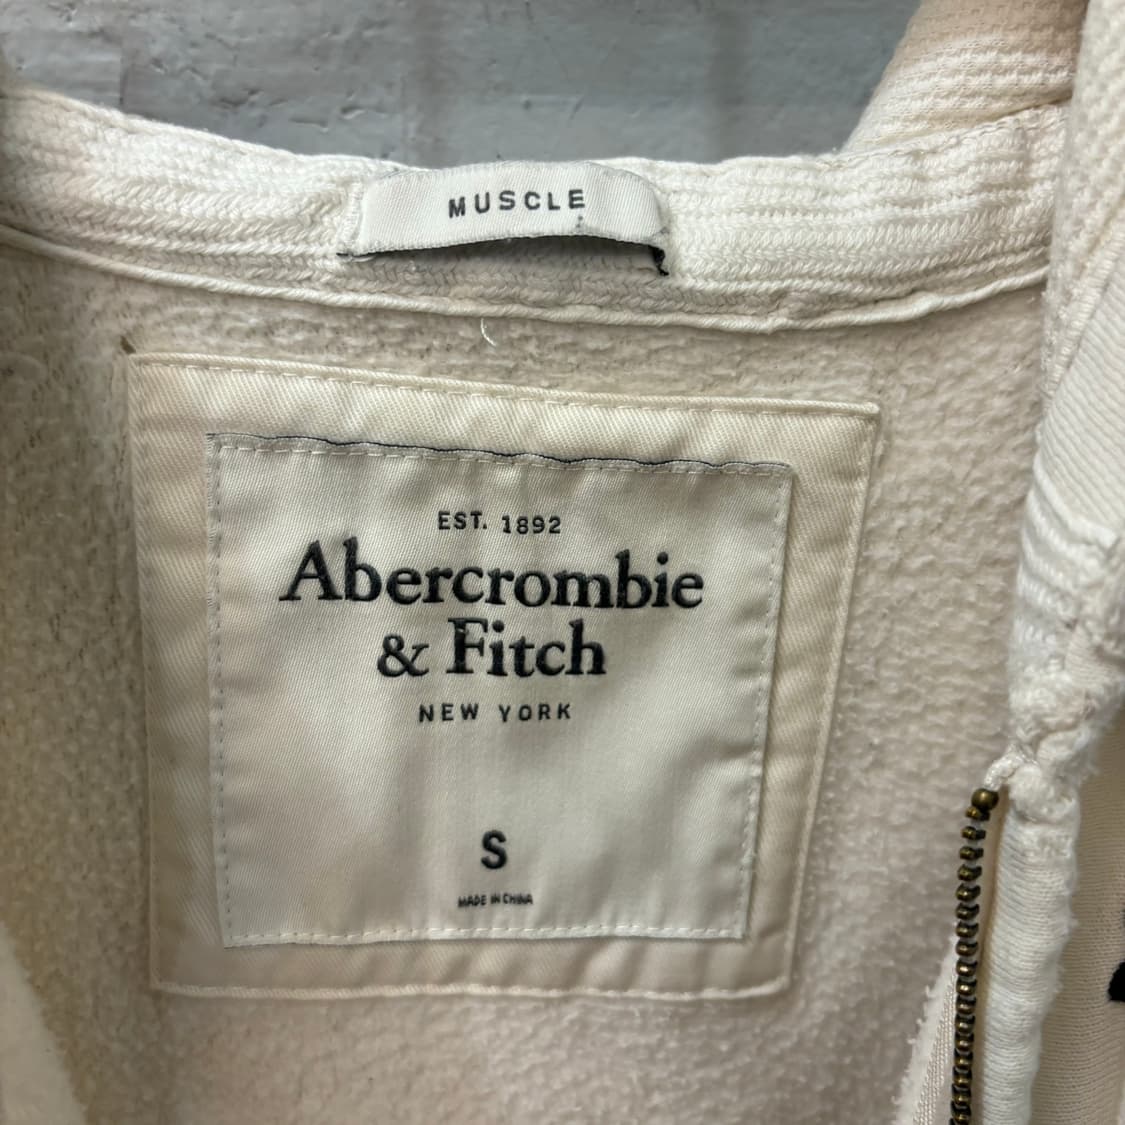 MUSCLE
EST. 1892
Abercrombie
& Fitch
NEW YORK
S
MADE IN CHINA